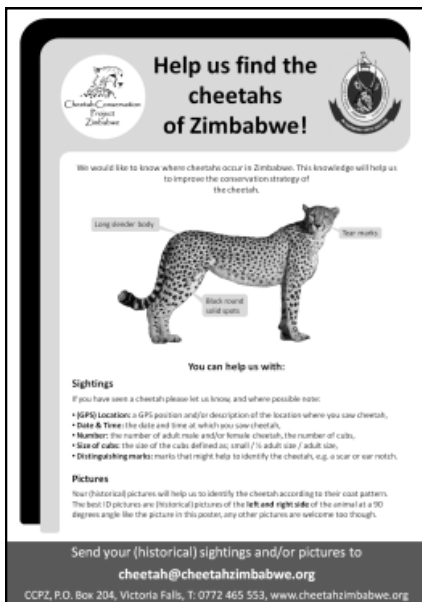 CheetahConservation
Project
Zimbabwe
Help us find the
cheetahs
of Zimbabwe!
We would like to know where cheetahs occur in Zimbabwe. This knowledge will help us
to improve the conservation strategy of
the cheetah.
Long slender body
Tear marks
Black round
solid spots
You can help us with:
Sightings
If you have seen a cheetah please let us know, and where possible note:
• (GPS) Location: a GPS position and/or description of the location where you saw cheetah,
• Date & Time: the date and time at which you saw cheetah,
• Number: the number of adult male and/or female cheetah, the number of cubs,
• Size of cubs: the size of the cubs defined as; small / ½ adult size / adult size,
• Distinguishing marks: marks that might help to identify the cheetah, e.g. a scar or ear notch.
Pictures
Your (historical) pictures will help us to identify the cheetah according to their coat pattern.
The best ID pictures are (historical) pictures of the left and right side of the animal at a 90
degrees angle like the picture in this poster, any other pictures are welcome too though.
Send your (historical) sightings and/or pictures to
cheetah@cheetahzimbabwe.org
CCPZ, P.O. Box 204, Victoria Falls, T: 0772 465 553, www.cheetahzimbabwe.org